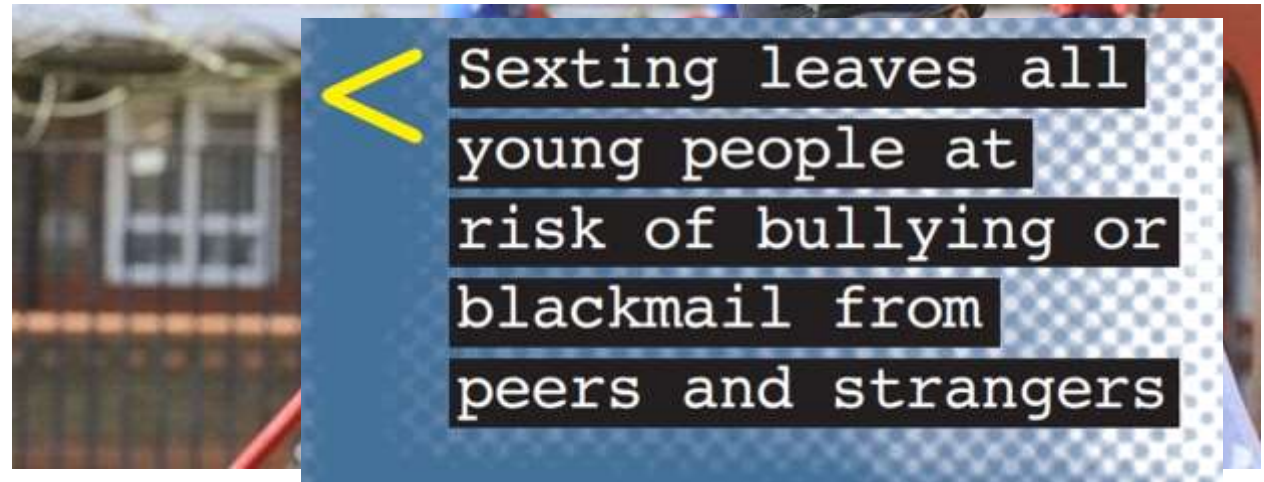 Sexting leaves all
young people at
risk of bullying or
blackmail from
peers and strangers